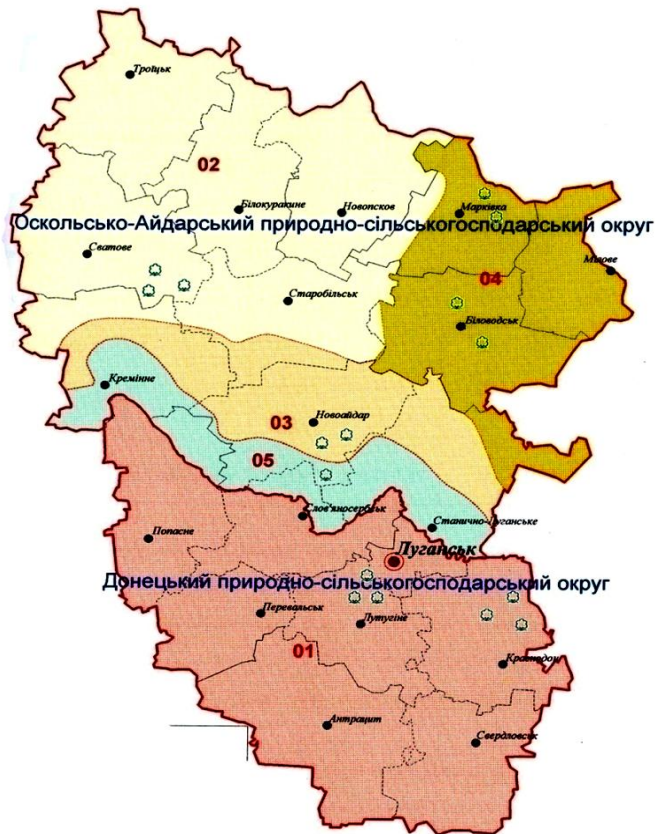 Троїцьк
02
Білокуракине
Новопсков
Марківка
Оскольсько-Айдарський природно-сільськогосподарський округ
Сватове
Мілове
04
Старобільськ
Біловодськ
Кремінне
Новоайдар
03
05
Слов'яносербськ
Станично-Луганське
Попасне
Луганськ
Донецький природно-сільськогосподарський округ
Перевальськ
Лутугіне
01
Краснодон
Антрацит
Свердловськ